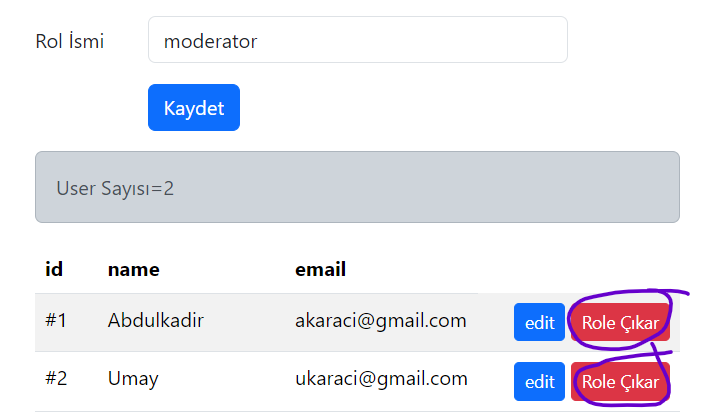 Rol İsmi moderator
Kaydet
User Sayısı=2
id name email
#1 Abdulkadir akaraci@gmail.com edit Role Çıkar
#2 Umay ukaraci@gmail.com edit Role Çıkar